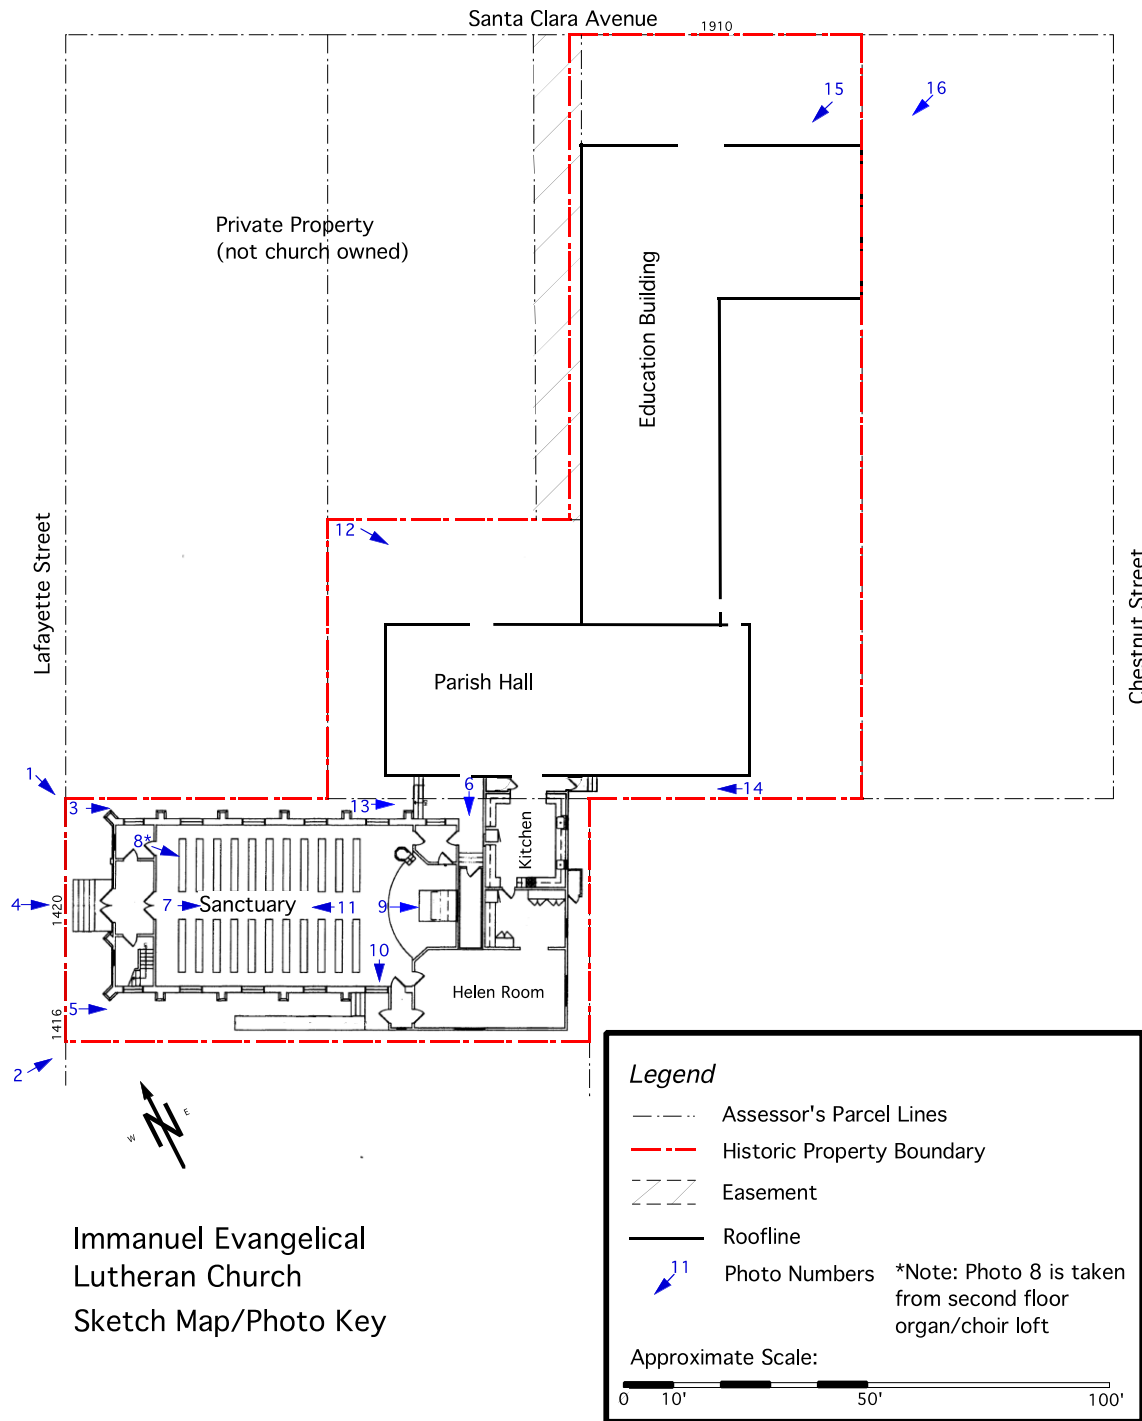 Santa Clara Avenue
1910
15
16
Private Property
(not church owned)
Education Building
12
Lafayette Street
Chestnut Street
Parish Hall
1
3
13
6
14
8*
Kitchen
4
1420
7
Sanctuary
11
9
10
Helen Room
5
1416
2
W
E
N
Legend
Assessor's Parcel Lines
Historic Property Boundary
Easement
Roofline
11
Photo Numbers
*Note: Photo 8 is taken
from second floor
organ/choir loft
Approximate Scale:
0 10' 50' 100'
Immanuel Evangelical
Lutheran Church
Sketch Map/Photo Key